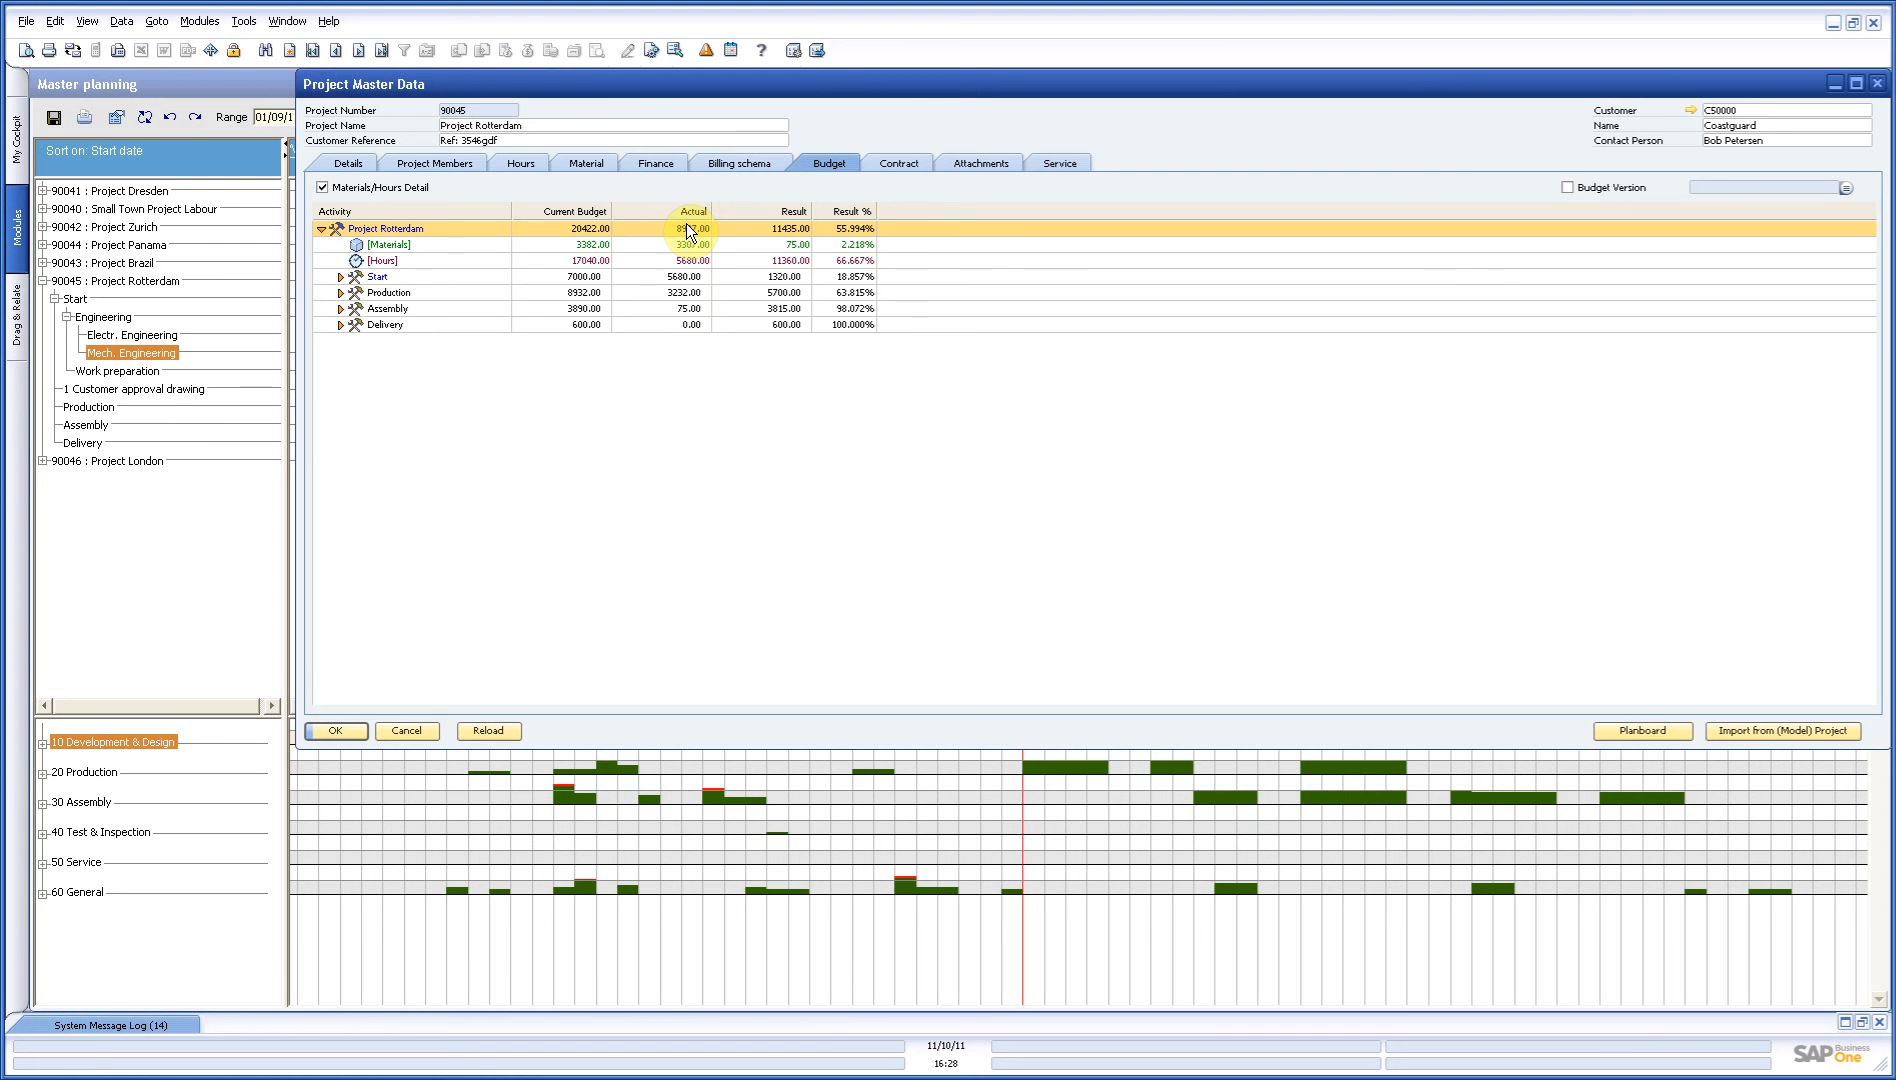 File Edit View Data Goto Modules Tools Window Help
Master planning
Range 01/09/1
Sort on: Start date
My Cockpit
Modules
Drag & Relate
90041 : Project Dresden
90040 : Small Town Project Labour
90042 : Project Zurich
90044 : Project Panama
90043 : Project Brazil
90045 : Project Rotterdam
Start
Engineering
Electr. Engineering
Mech. Engineering
Work preparation
1 Customer approval drawing
Production
Assembly
Delivery
90046 : Project London
Project Master Data
Project Number 90045
Project Name Project Rotterdam
Customer Reference Ref: 3546gdf
Customer C50000
Name Coastguard
Contact Person Bob Petersen
Details Project Members Hours Material Finance Billing schema Budget Contract Attachments Service
Materials/Hours Detail
Budget Version
Activity Current Budget Actual Result Result %
Project Rotterdam 20422.00 11435.00 55.994%
[Materials] 3382.00 3307.00 75.00 2.218%
[Hours] 17040.00 5680.00 11360.00 66.667%
Start 7000.00 5680.00 1320.00 18.857%
Production 8932.00 3232.00 5700.00 63.815%
Assembly 3890.00 75.00 3815.00 98.072%
Delivery 600.00 0.00 600.00 100.000%
OK Cancel Reload Planboard Import from (Model) Project
10 Development & Design
20 Production
30 Assembly
40 Test & Inspection
50 Service
60 General
System Message Log (14)
11/10/11
16:28
SAP Business One